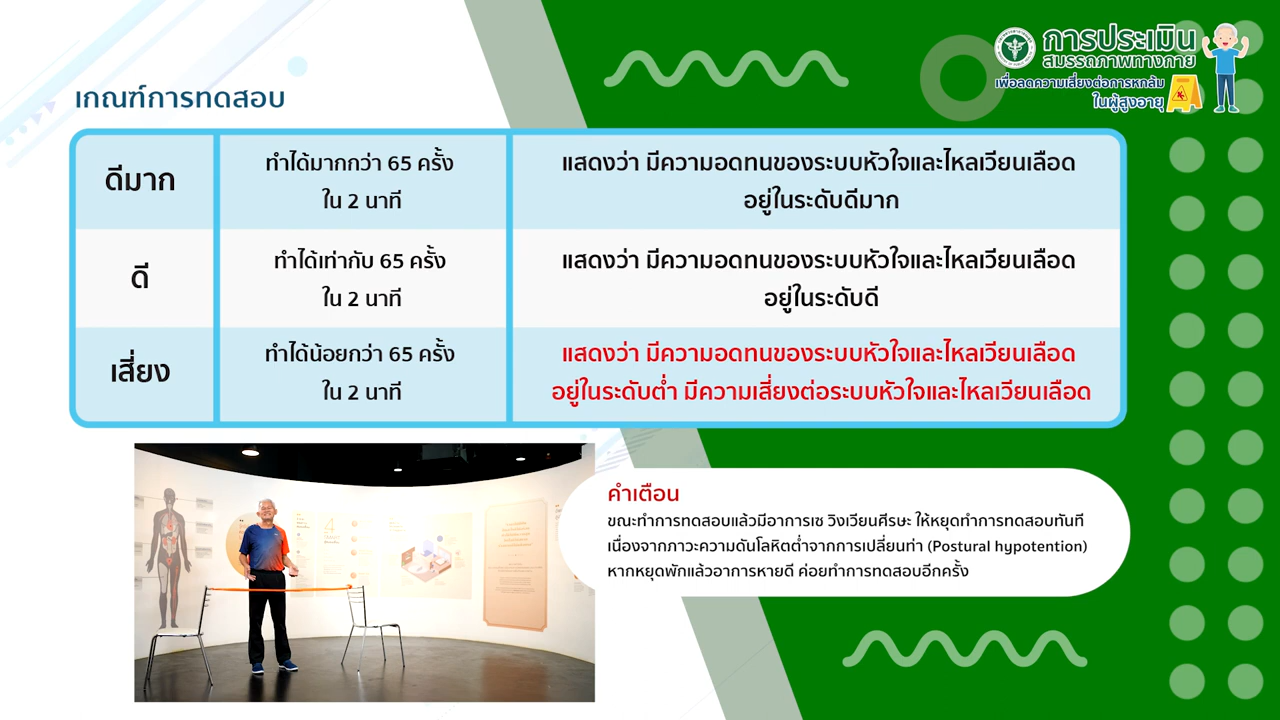 การประเมิน
สมรรถภาพทางกาย
เพื่อลดความเสี่ยงต่อการหกล้ม
ในผู้สูงอายุ
เกณฑ์การทดสอบ
ดีมาก
ทำได้มากกว่า 65 ครั้ง
ใน 2 นาที
แสดงว่า มีความอดทนของระบบหัวใจและไหลเวียนเลือด
อยู่ในระดับดีมาก
ดี
ทำได้เท่ากับ 65 ครั้ง
ใน 2 นาที
แสดงว่า มีความอดทนของระบบหัวใจและไหลเวียนเลือด
อยู่ในระดับดี
เสี่ยง
ทำได้น้อยกว่า 65 ครั้ง
ใน 2 นาที
แสดงว่า มีความอดทนของระบบหัวใจและไหลเวียนเลือด
อยู่ในระดับต่ำ มีความเสี่ยงต่อระบบหัวใจและไหลเวียนเลือด
คำเตือน
ขณะทำการทดสอบแล้วมีอาการเซ วิงเวียนศีรษะ ให้หยุดทำการทดสอบทันที
เนื่องจากภาวะความดันโลหิตต่ำจากการเปลี่ยนท่า (Postural hypotention)
หากหยุดพักแล้วอาการหายดี ค่อยทำการทดสอบอีกครั้ง